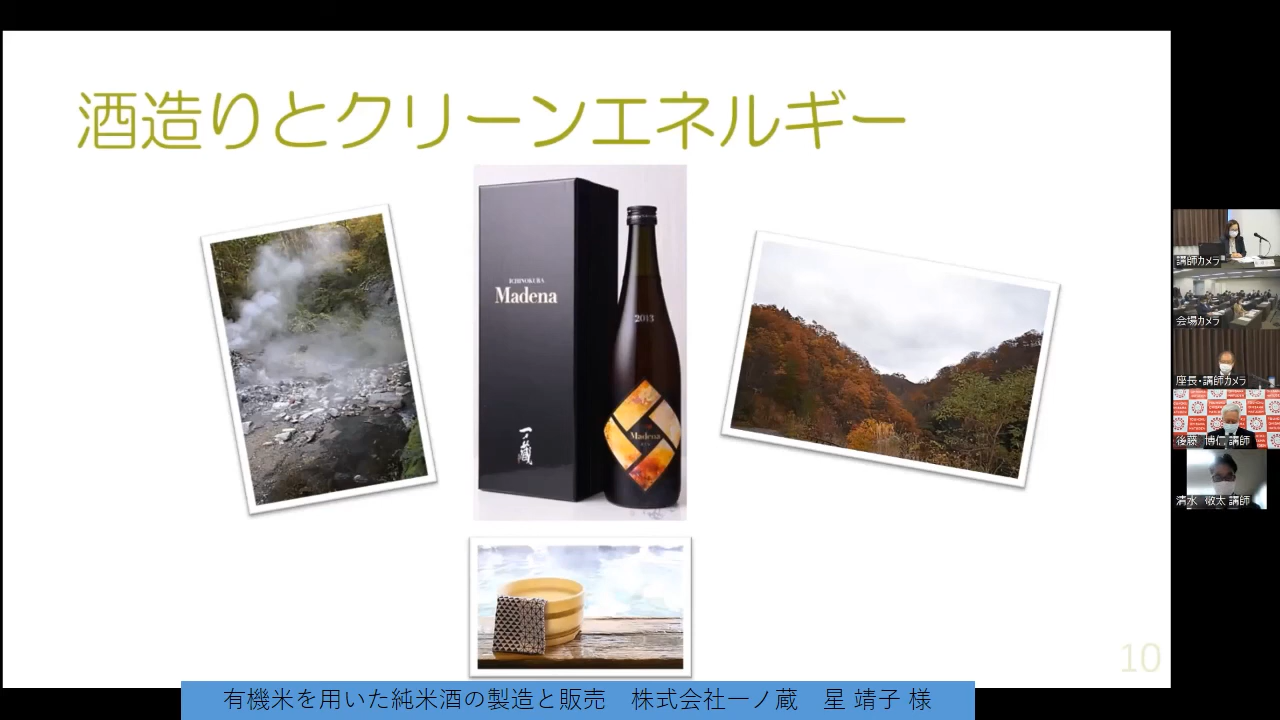 酒造りとクリーンエネルギー
ICHINOKURA
Madena
一ノ蔵
2013
Madena
10
有機米を用いた純米酒の製造と販売 株式会社一ノ蔵 星 靖子 様
講師カメラ
会場カメラ
座長・講師カメラ
後藤 博信 講師
清水 敬太 講師